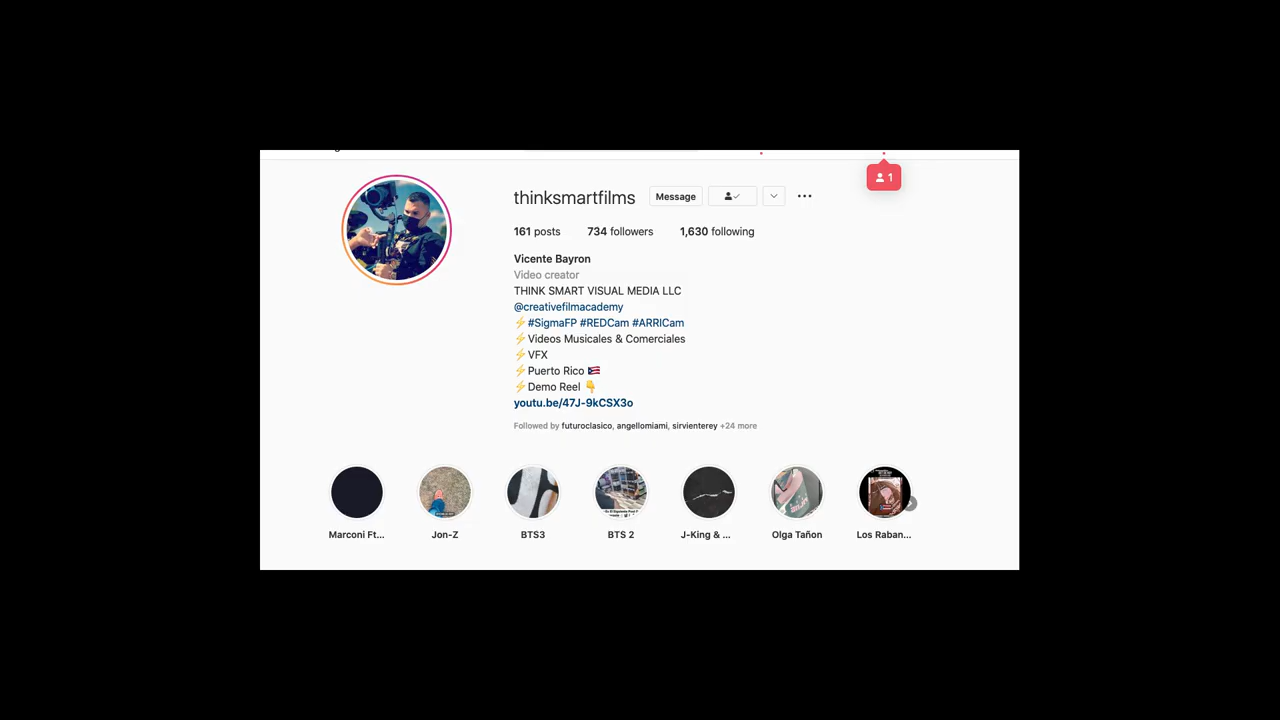 1
thinksmartfilms Message
161 posts 734 followers 1,630 following
Vicente Bayron
Video creator
THINK SMART VISUAL MEDIA LLC
@creativefilmacademy
⚡#SigmaFP #REDCam #ARRICam
⚡Videos Musicales & Comerciales
⚡VFX
⚡Puerto Rico 🇵🇷
⚡Demo Reel 👇
youtu.be/47J-9kCSX3o
Followed by futuroclasico, angellomiami, sirvienterey +24 more
Marconi Ft... Jon-Z BTS3 BTS 2 J-King & ... Olga Tañon Los Raban...